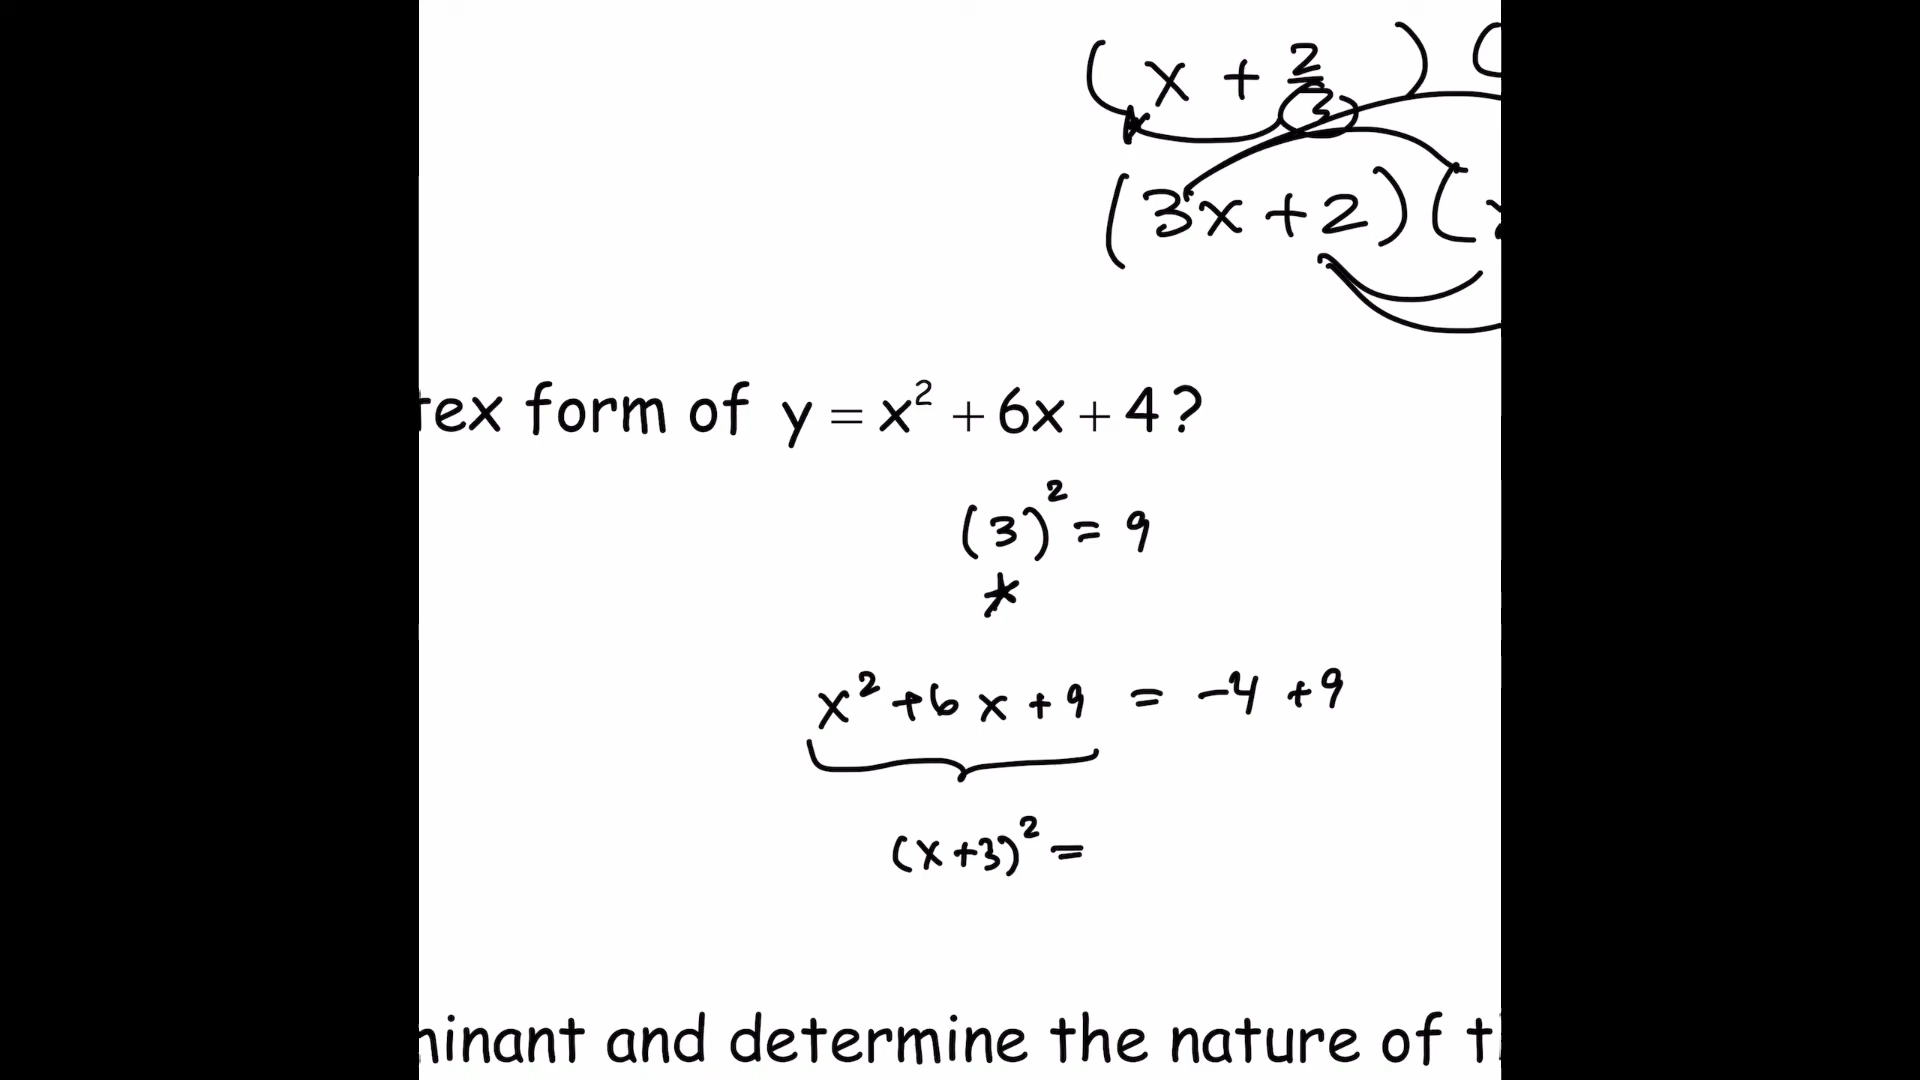 (x + 2/3) (
(3x+2)(x
tex form of y = x² + 6x + 4?
(3)² = 9
x² +6x +9 = -4 +9
(x+3)² =
minant and determine the nature of t